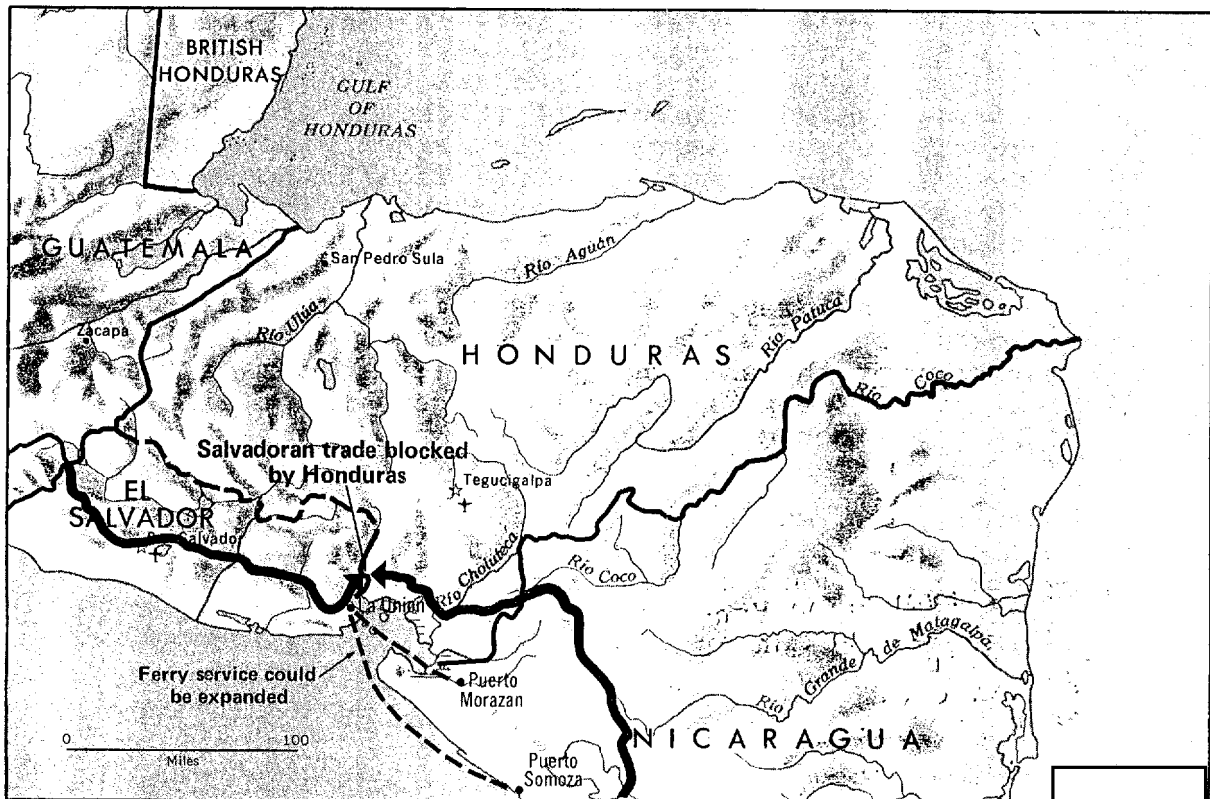 BRITISH
HONDURAS
GULF
OF
HONDURAS
GUATEMALA
San Pedro Sula
Río Aguán
Zacapa
Río Ulúa
Río Patuca
HONDURAS
Río Coco
Salvadoran trade blocked
by Honduras
Tegucigalpa
EL
SALVADOR
Salvador
Río Choluteca
Río Coco
La Unión
Ferry service could
be expanded
Puerto
Morazan
Río Grande de Matagalpa
0 100
Miles
NICARAGUA
Puerto
Somoza